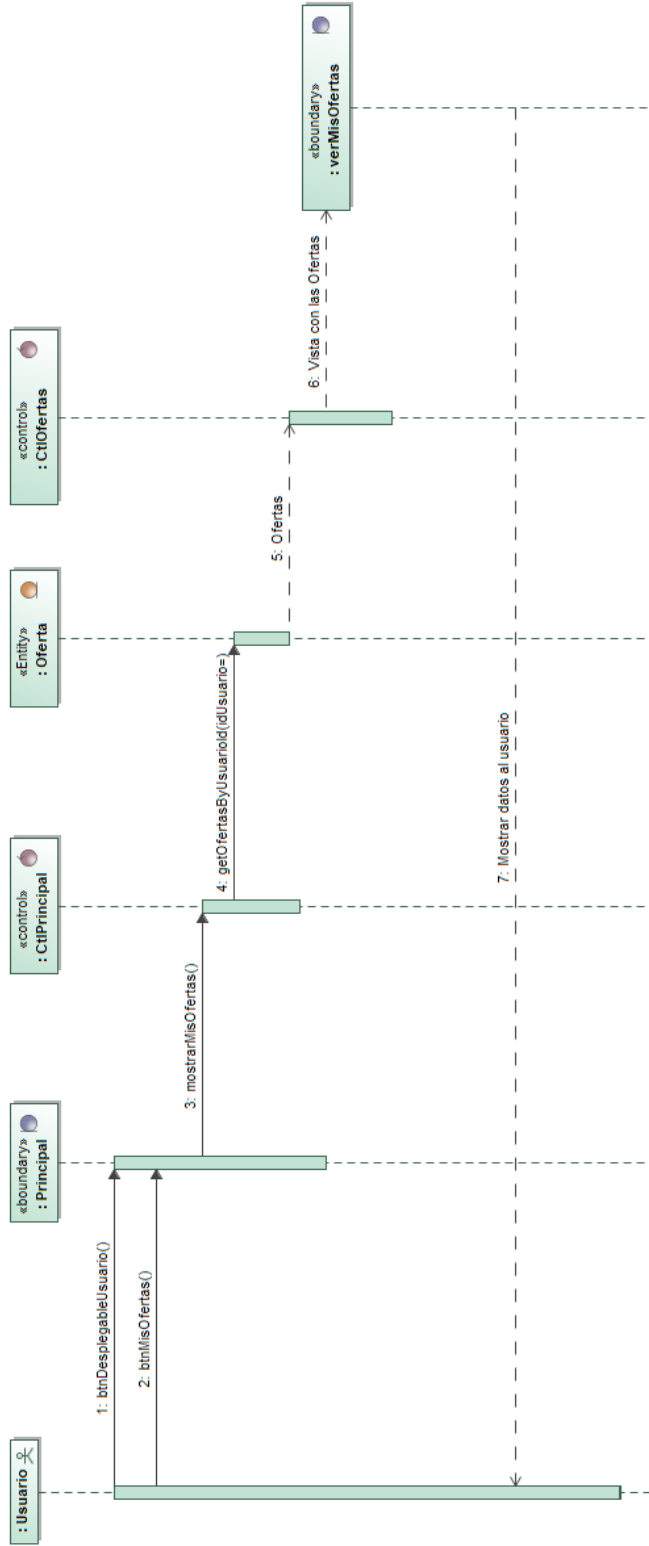 : Usuario
«boundary»
: Principal
«control»
: CtlPrincipal
«Entity»
: Oferta
«control»
: CtlOfertas
«boundary»
: verMisOfertas
1: btnDesplegableUsuario()
2: btnMisOfertas()
3: mostrarMisOfertas()
4: getOfertasByUsuarioId(idUsuario=)
5: Ofertas
6: Vista con las Ofertas
7: Mostrar datos al usuario